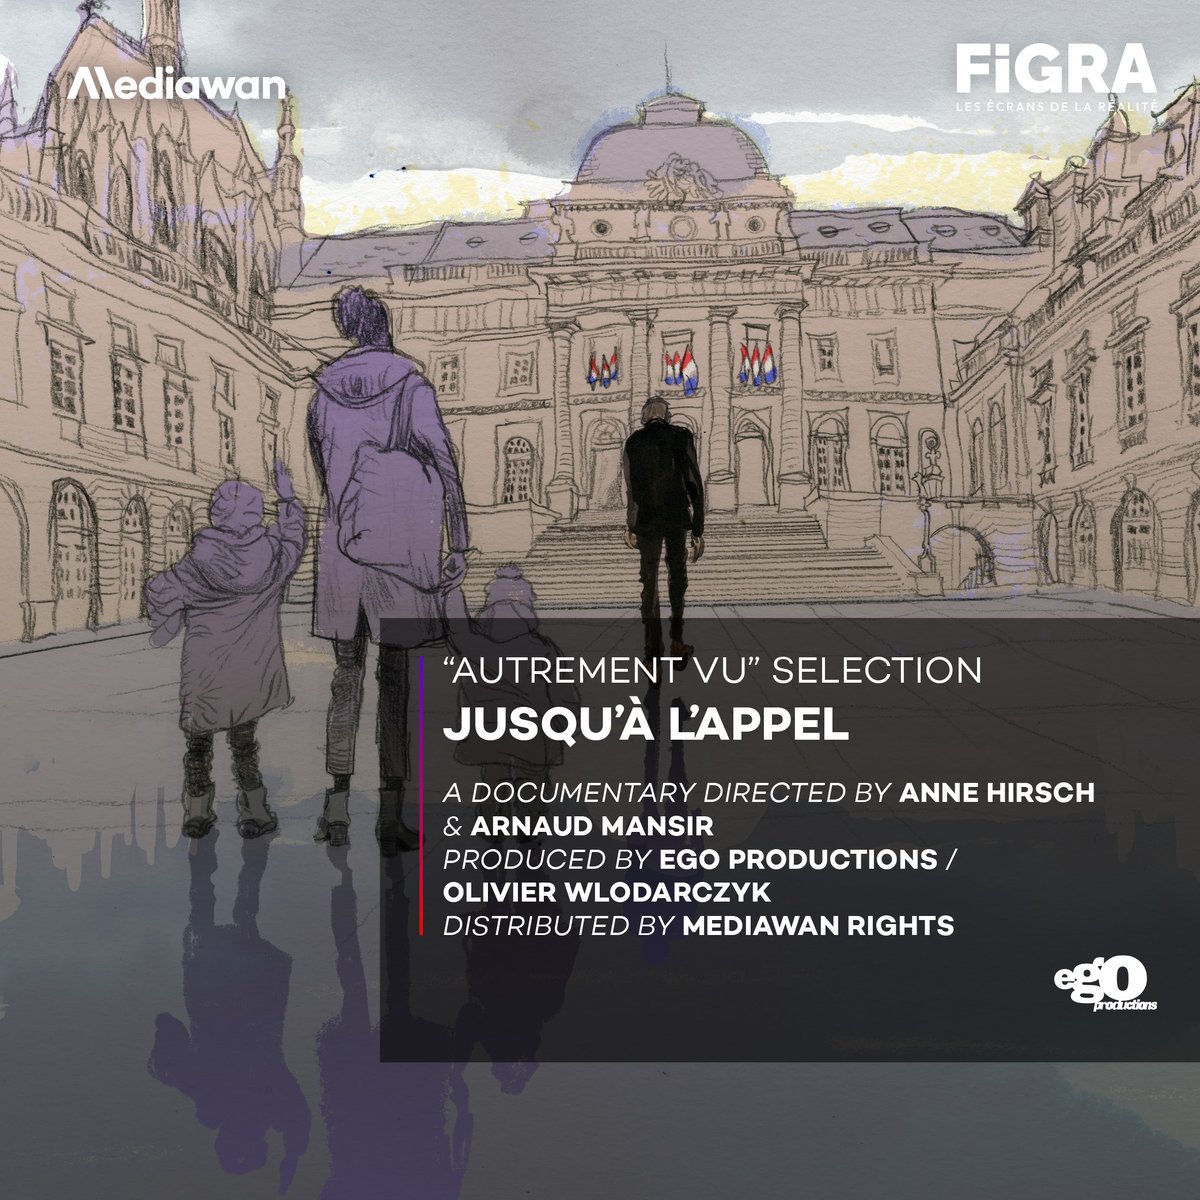 Mediawan
FiGRA
LES ÉCRANS DE LA RÉALITÉ
“AUTREMENT VU” SELECTION
JUSQU’À L’APPEL
A DOCUMENTARY DIRECTED BY ANNE HIRSCH
& ARNAUD MANSIR
PRODUCED BY EGO PRODUCTIONS /
OLIVIER WLODARCZYK
DISTRIBUTED BY MEDIAWAN RIGHTS
ego
productions